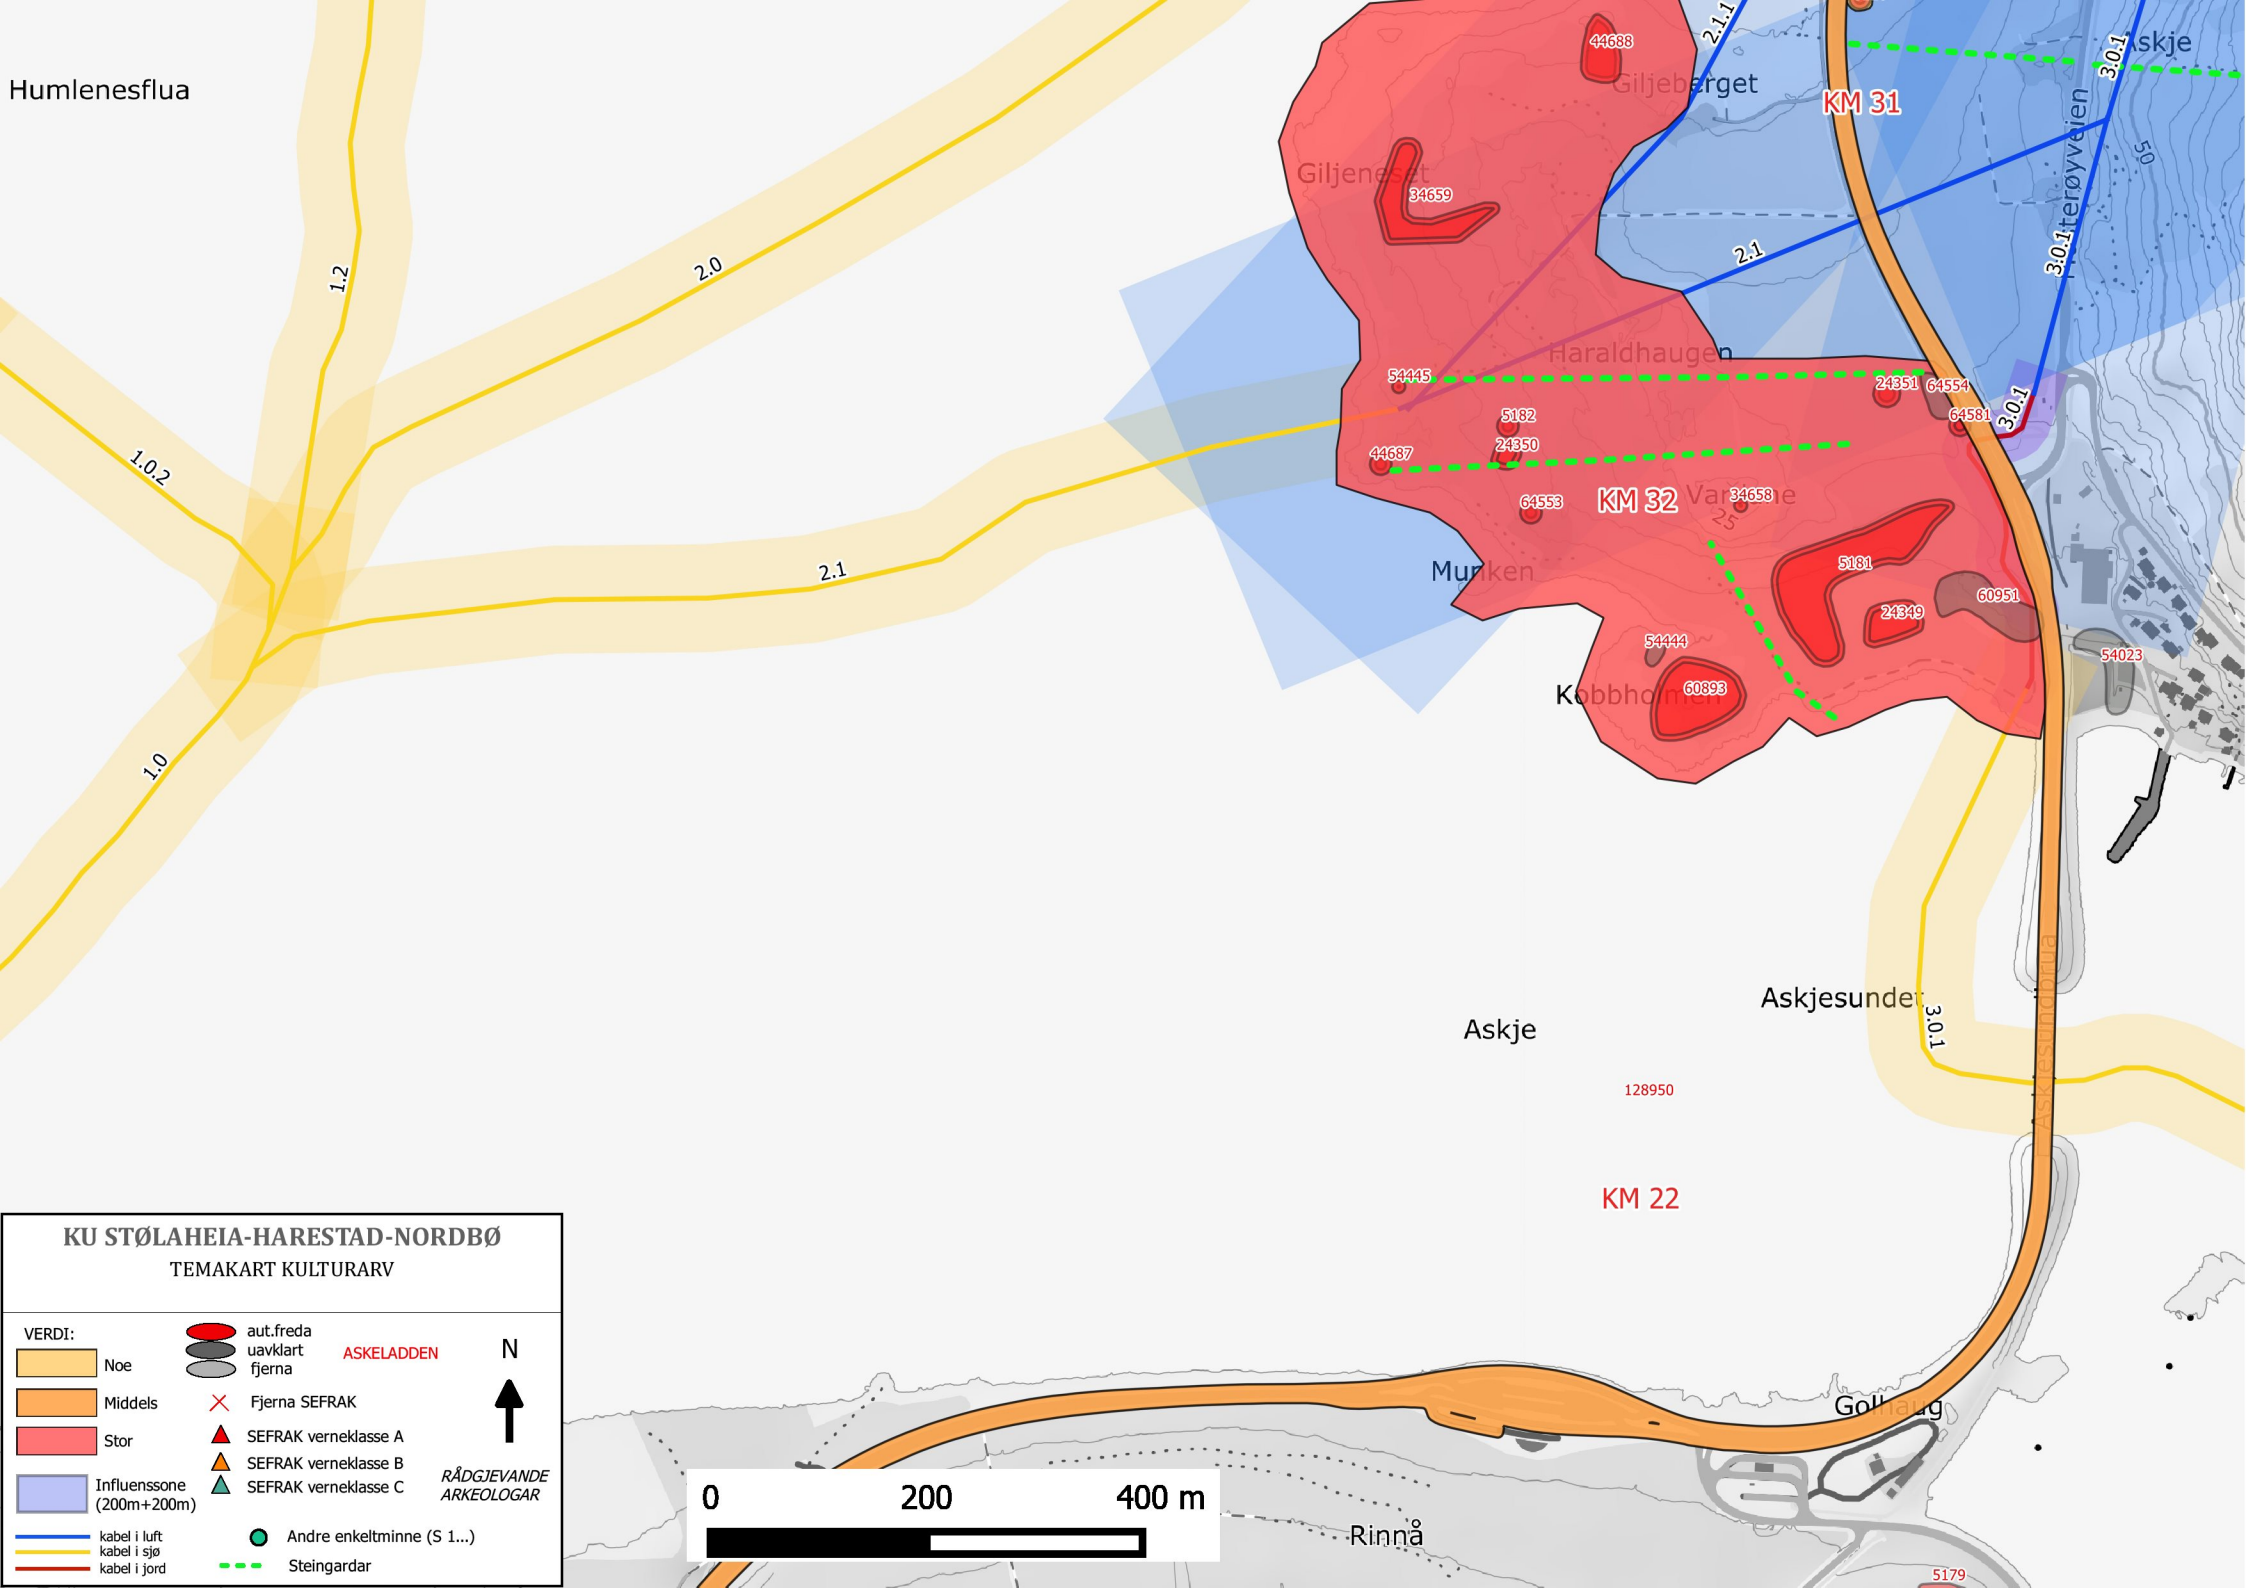 Humlenesflua
44688
Giljeberget
2.1.1
KM 31
3.0.1
Askje
50
Giljeneset
34659
1.2
2.0
2.1
3.0.1
Haraldhaugen
54445
5182
24350
24351
64554
64581
3.0.1
44687
1.0.2
64553
KM 32
34658
25
Munken
2.1
5181
60951
24349
54444
54023
Kobbholmen
60893
1.0
Askjesundbrua
Askjesundet
3.0.1
Askje
128950
KM 22
Golhaug
Rinnå
5179
KU STØLAHEIA-HARESTAD-NORDBØ
TEMAKART KULTURARV
VERDI:
Noe
Middels
Stor
Influenssone
(200m+200m)
kabel i luft
kabel i sjø
kabel i jord
aut.freda
uavklart
fjerna
ASKELADDEN
Fjerna SEFRAK
SEFRAK verneklasse A
SEFRAK verneklasse B
SEFRAK verneklasse C
Andre enkeltminne (S 1...)
Steingardar
N
RÅDGJEVANDE
ARKEOLOGAR
0 200 400 m